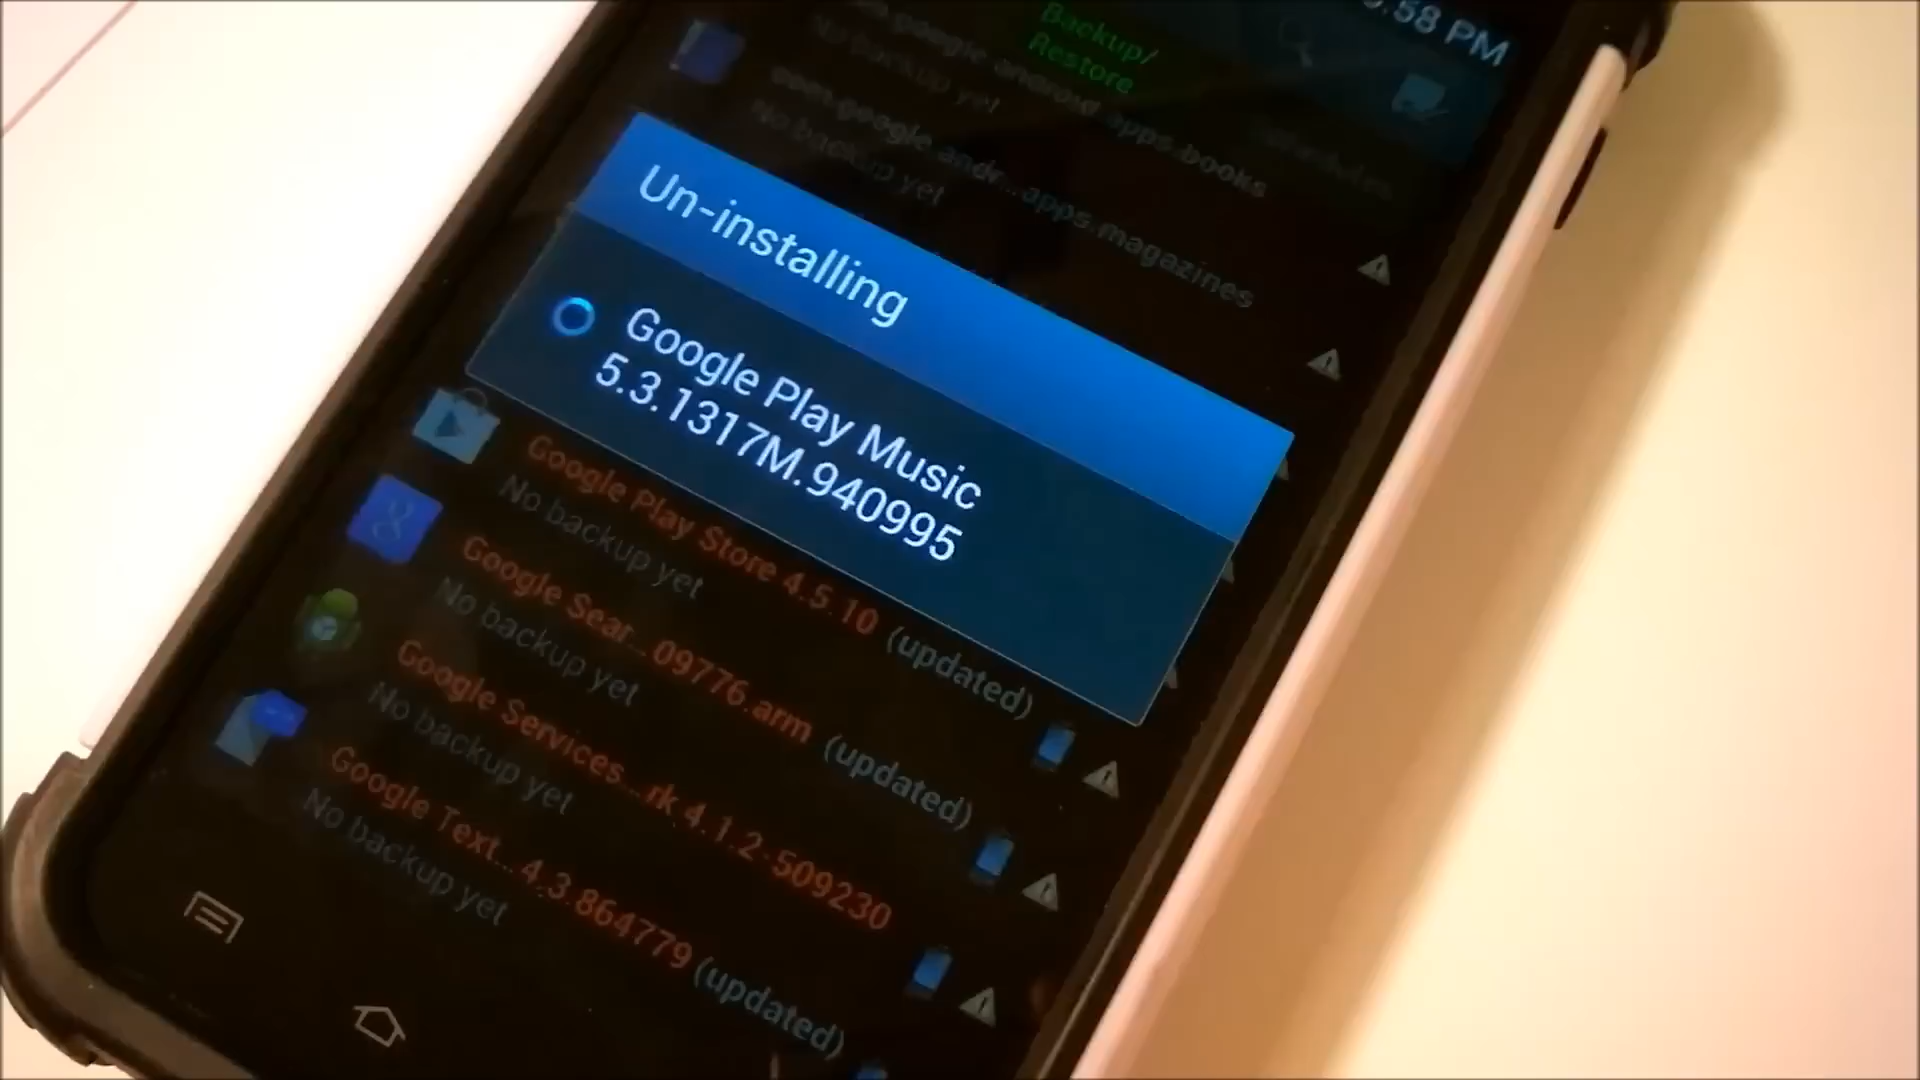 :58 PM
Backup/
Restore
Schedules
com.google.android.apps.books
No backup yet
com.google.andr...apps.magazines
No backup yet
Un-installing
Google Play Music
5.3.1317M.940995
Google Play Store 4.5.10 (updated)
No backup yet
Google Sear... 09776.arm (updated)
No backup yet
Google Services...rk 4.1.2-509230
No backup yet
Google Text...4.3.864779 (updated)
No backup yet